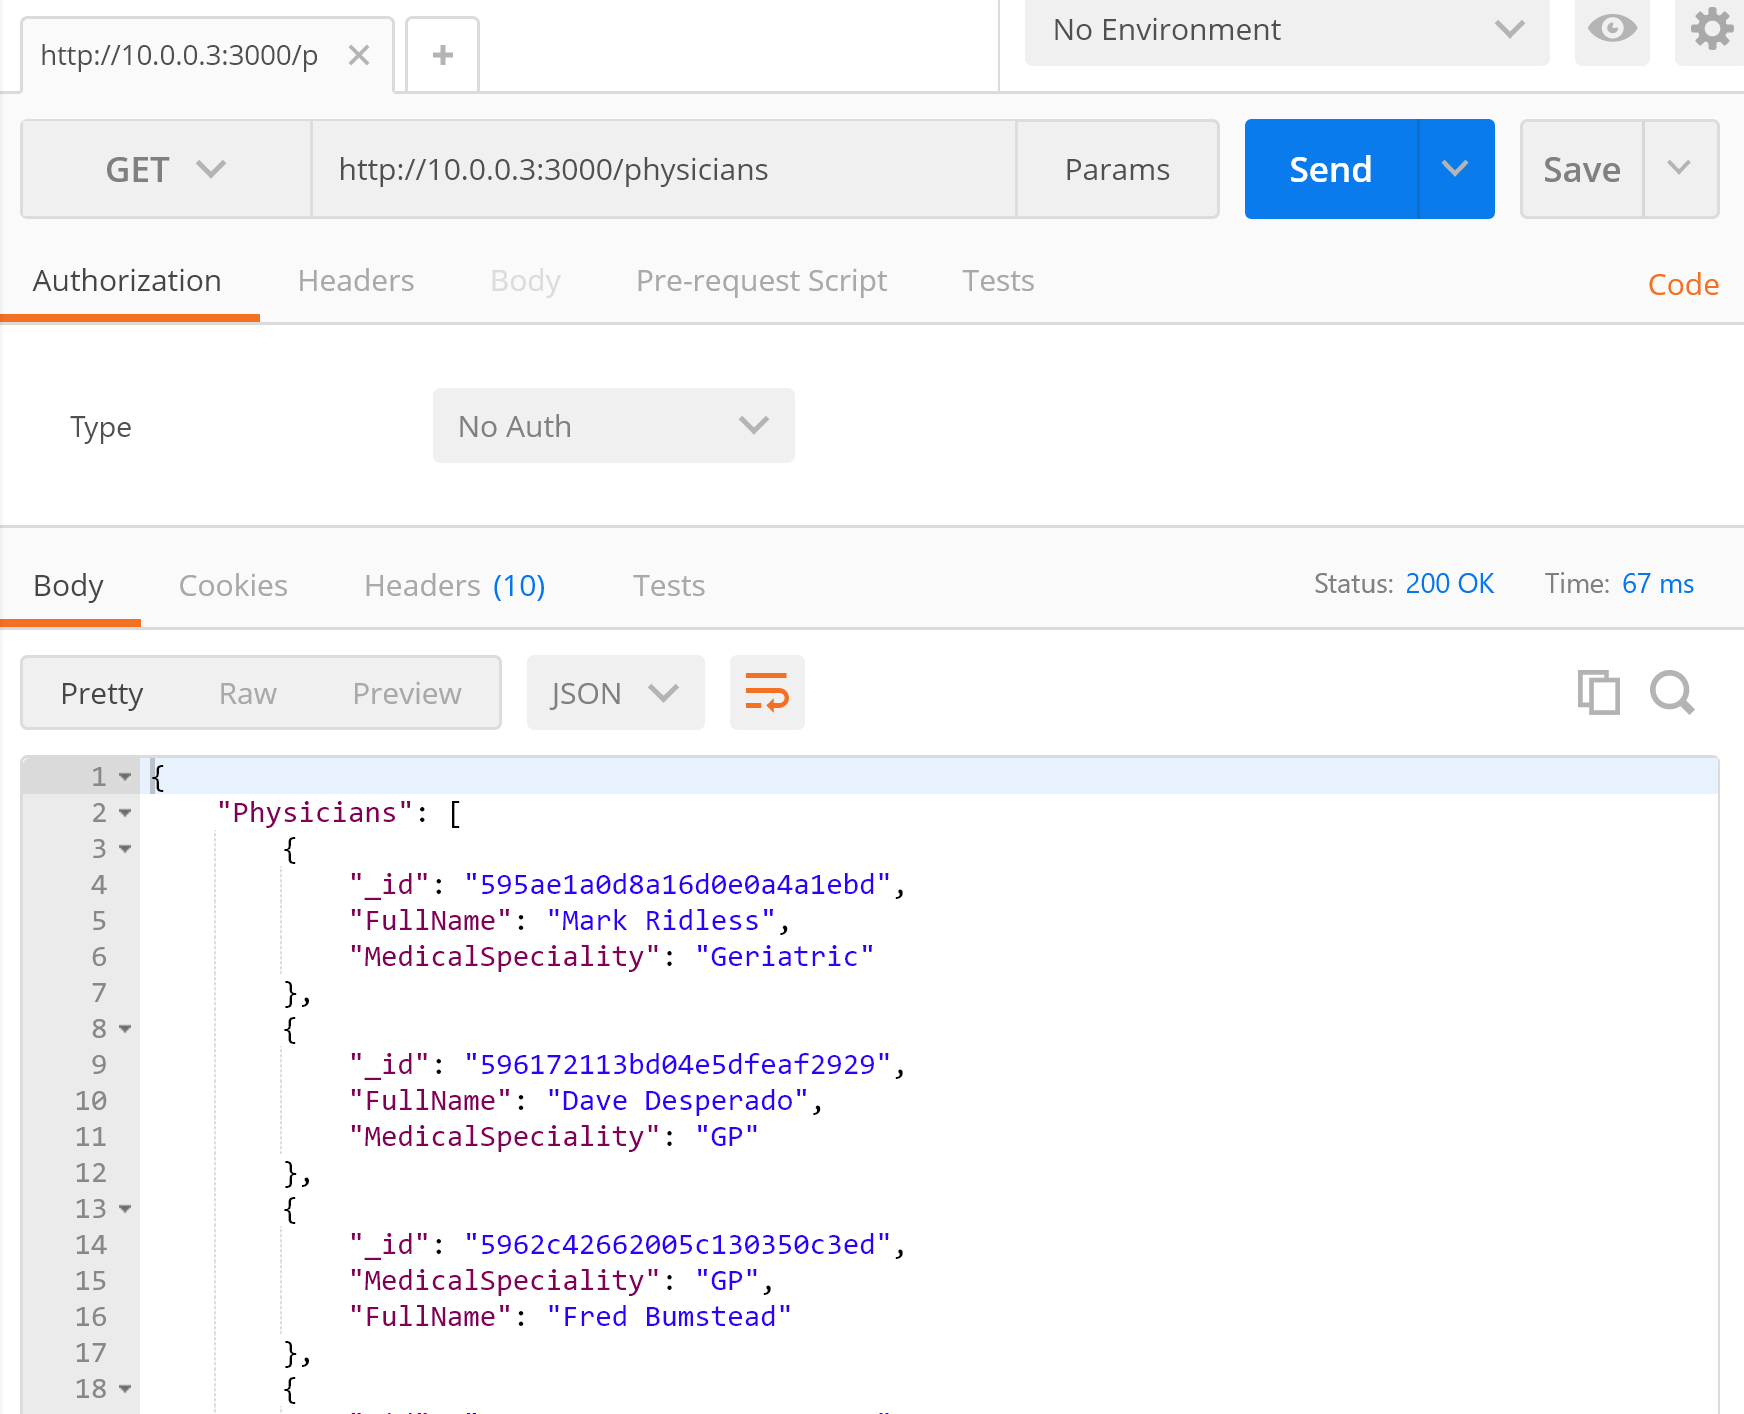 http://10.0.0.3:3000/p
No Environment
GET http://10.0.0.3:3000/physicians Params Send Save
Authorization Headers Body Pre-request Script Tests Code
Type No Auth
Body Cookies Headers (10) Tests Status: 200 OK Time: 67 ms
Pretty Raw Preview JSON
1 {
2 "Physicians": [
3 {
4 "_id": "595ae1a0d8a16d0e0a4a1ebd",
5 "FullName": "Mark Ridless",
6 "MedicalSpeciality": "Geriatric"
7 },
8 {
9 "_id": "596172113bd04e5dfeaf2929",
10 "FullName": "Dave Desperado",
11 "MedicalSpeciality": "GP"
12 },
13 {
14 "_id": "5962c42662005c130350c3ed",
15 "MedicalSpeciality": "GP",
16 "FullName": "Fred Bumstead"
17 },
18 {